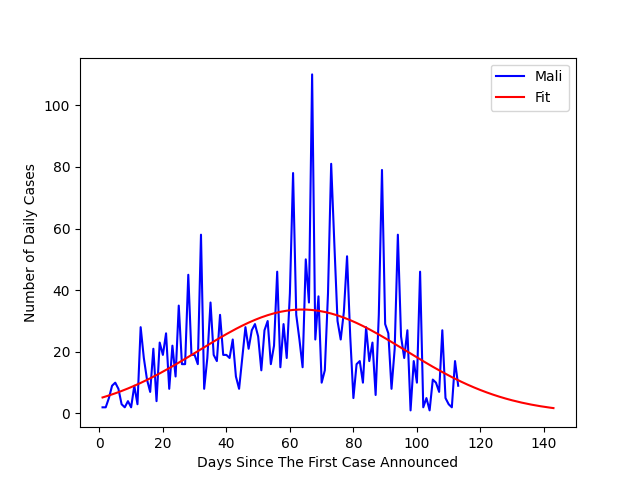 Mali
Fit
Number of Daily Cases
100
80
60
40
20
0
0 20 40 60 80 100 120 140
Days Since The First Case Announced